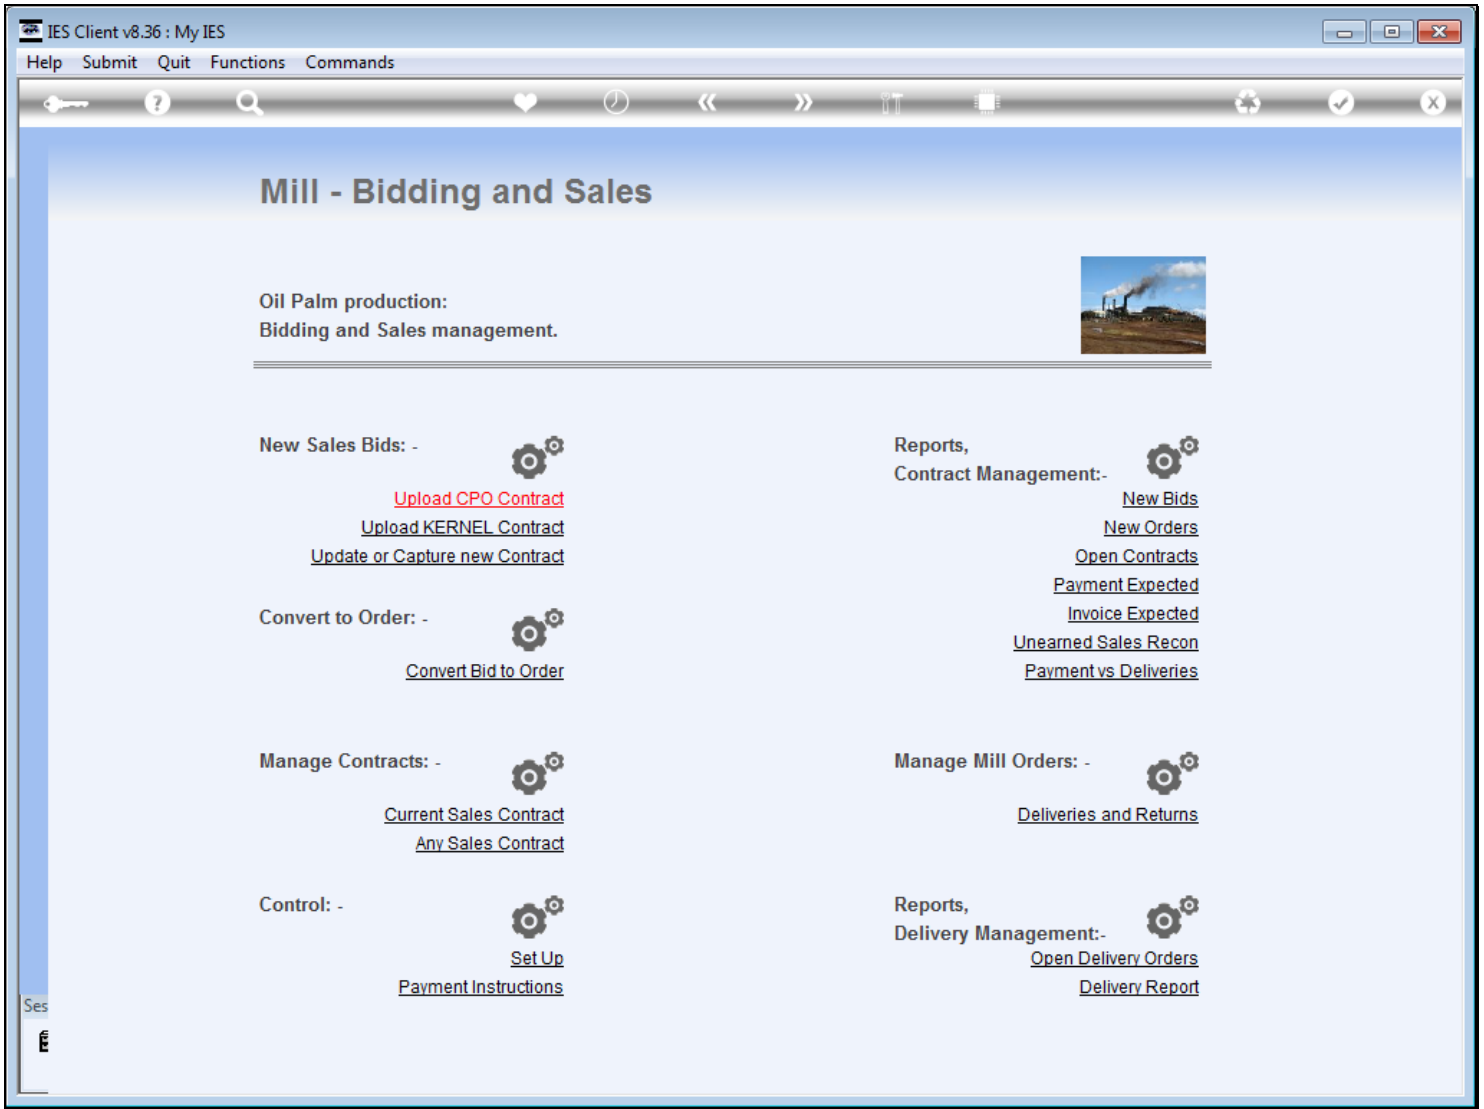 IES Client v8.36 : My IES
Help Submit Quit Functions Commands
Mill - Bidding and Sales
Oil Palm production:
Bidding and Sales management.
New Sales Bids: -
Upload CPO Contract
Upload KERNEL Contract
Update or Capture new Contract
Convert to Order: -
Convert Bid to Order
Manage Contracts: -
Current Sales Contract
Any Sales Contract
Control: -
Set Up
Payment Instructions
Reports,
Contract Management:-
New Bids
New Orders
Open Contracts
Payment Expected
Invoice Expected
Unearned Sales Recon
Payment vs Deliveries
Manage Mill Orders: -
Deliveries and Returns
Reports,
Delivery Management:-
Open Delivery Orders
Delivery Report
Ses